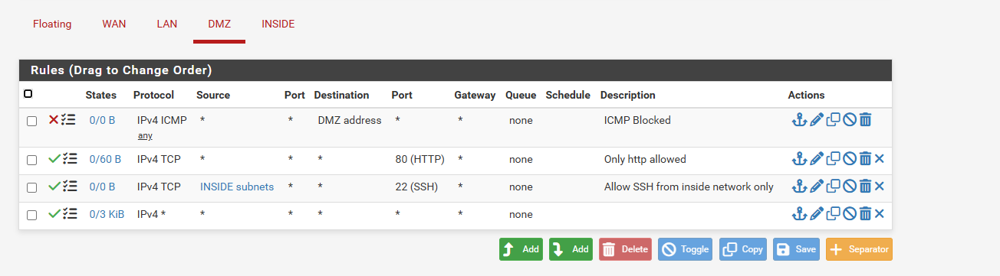 Floating WAN LAN DMZ INSIDE
Rules (Drag to Change Order)
States Protocol Source Port Destination Port Gateway Queue Schedule Description Actions
0/0 B IPv4 ICMP * * DMZ address * * none ICMP Blocked
any
0/60 B IPv4 TCP * * * 80 (HTTP) * none Only http allowed
0/0 B IPv4 TCP INSIDE subnets * * 22 (SSH) * none Allow SSH from inside network only
0/3 KiB IPv4 * * * * * * none
Add Add Delete Toggle Copy Save Separator